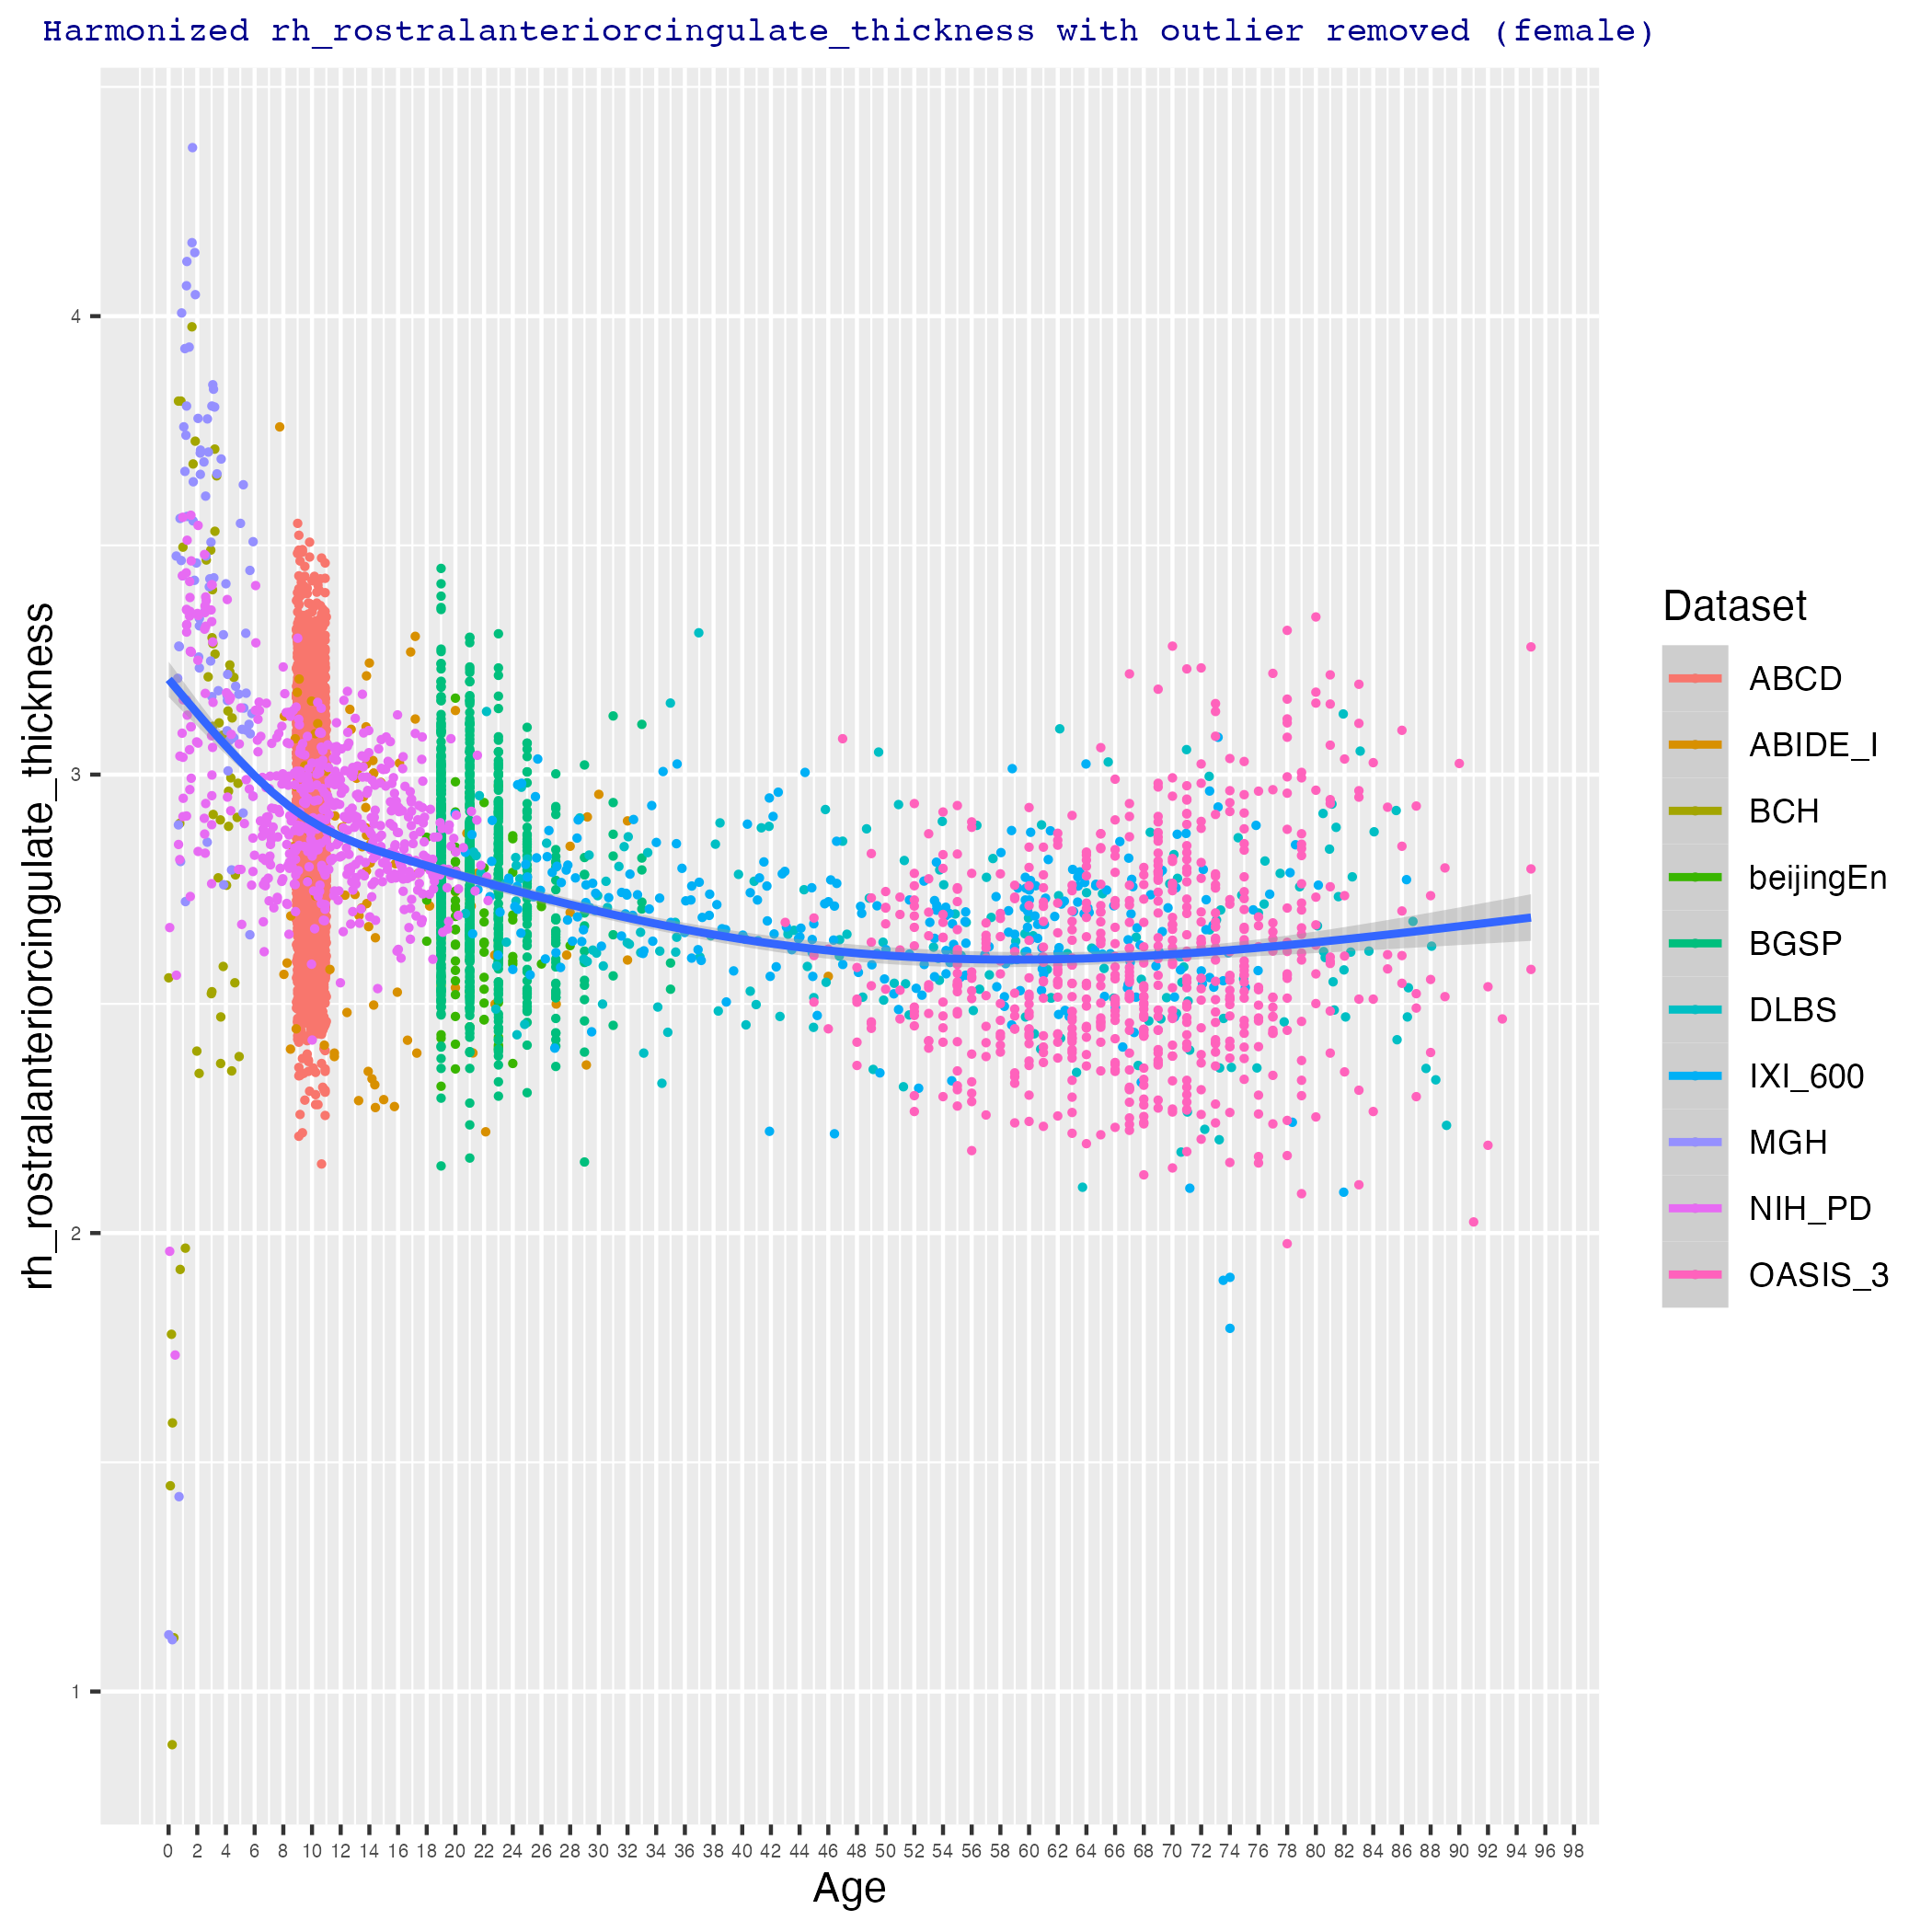 Harmonized rh_rostralanteriorcingulate_thickness with outlier removed (female)
rh_rostralanteriorcingulate_thickness
4
3
2
1
0 2 4 6 8 10 12 14 16 18 20 22 24 26 28 30 32 34 36 38 40 42 44 46 48 50 52 54 56 58 60 62 64 66 68 70 72 74 76 78 80 82 84 86 88 90 92 94 96 98
Age
Dataset
ABCD
ABIDE_I
BCH
beijingEn
BGSP
DLBS
IXI_600
MGH
NIH_PD
OASIS_3